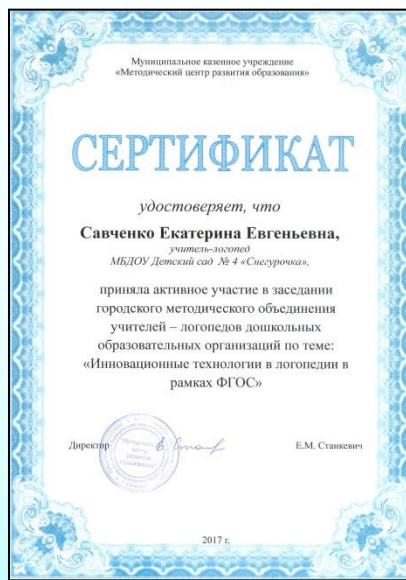 Муниципальное казенное учреждение
«Методический центр развития образования»
СЕРТИФИКАТ
удостоверяет, что
Савченко Екатерина Евгеньевна,
учитель-логопед
МБДОУ Детский сад № 4 «Снегурочка»,
приняла активное участие в заседании
городского методического объединения
учителей – логопедов дошкольных
образовательных организаций по теме:
«Инновационные технологии в логопедии в
рамках ФГОС»
Директор Е.М. Станкевич
2017 г.